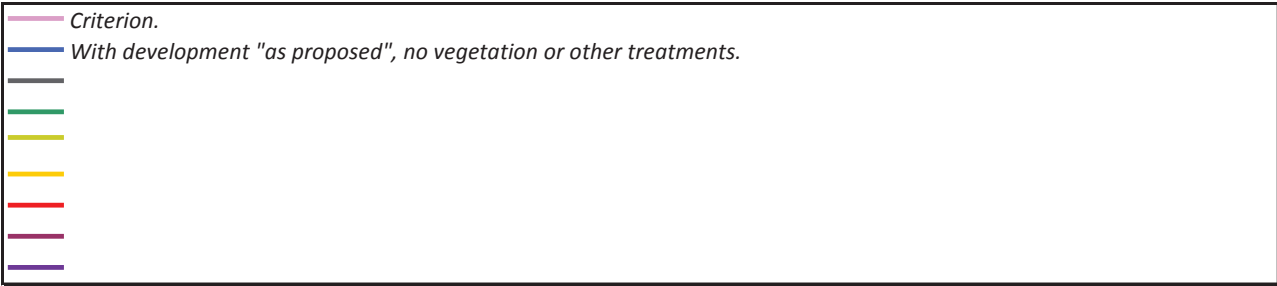 Criterion.
With development "as proposed", no vegetation or other treatments.